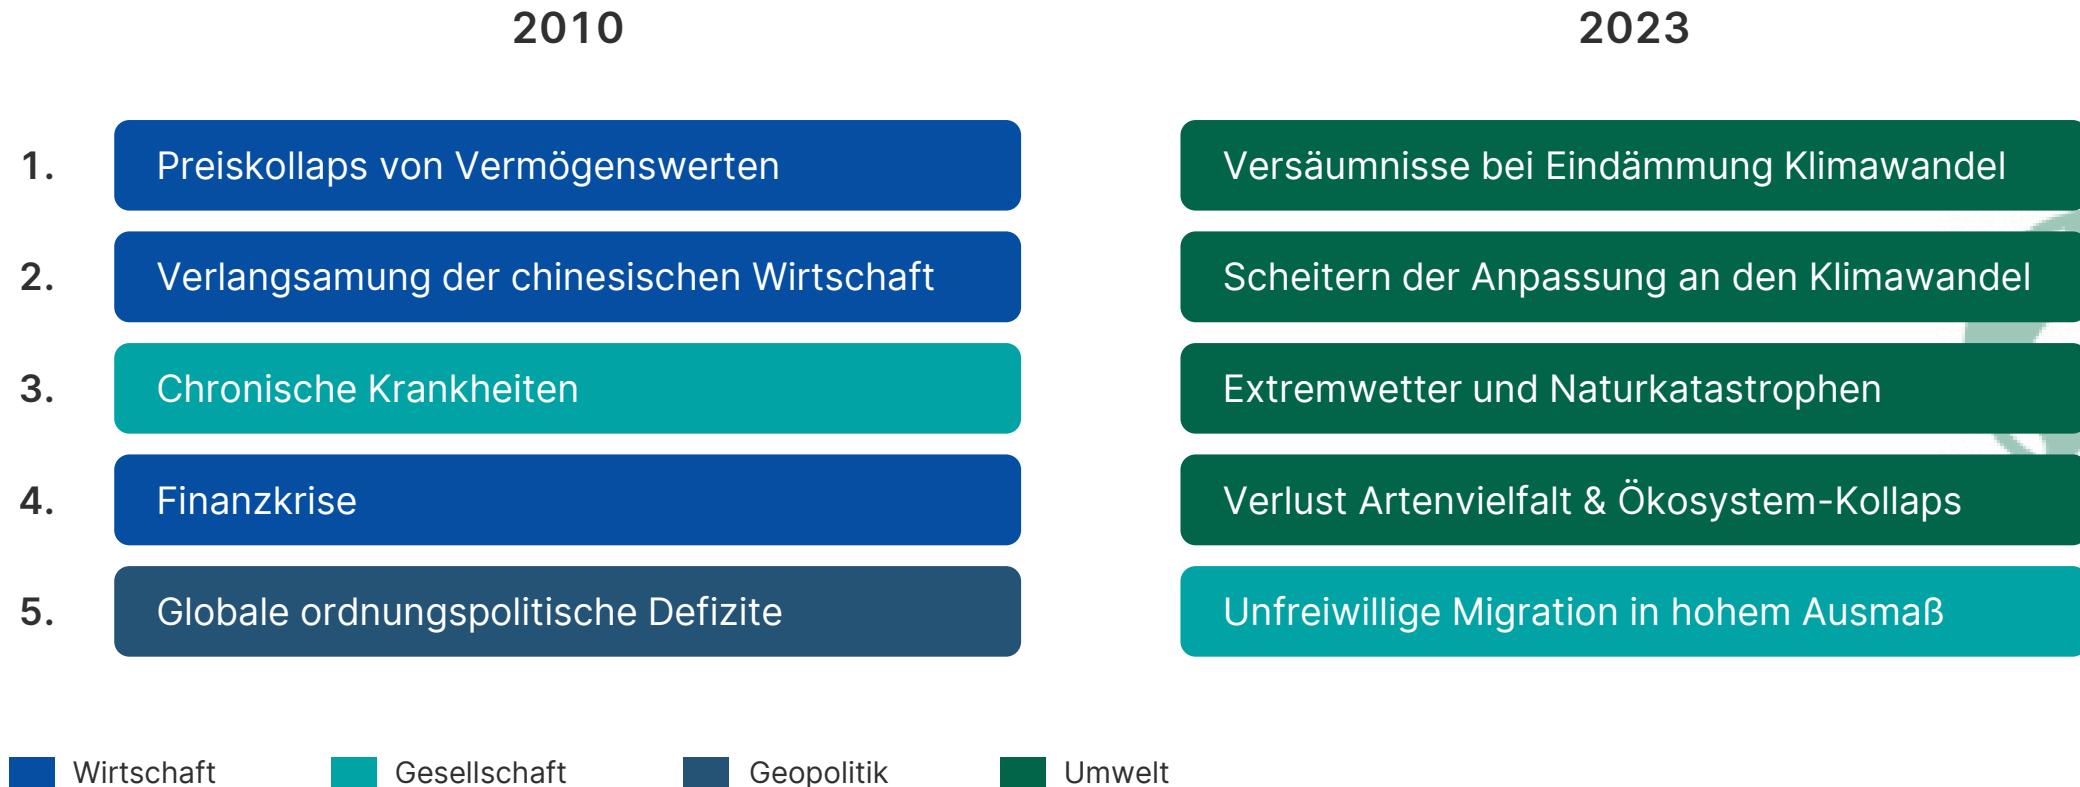 2010
2023
1. Preiskollaps von Vermögenswerten
Versäumnisse bei Eindämmung Klimawandel
2. Verlangsamung der chinesischen Wirtschaft
Scheitern der Anpassung an den Klimawandel
3. Chronische Krankheiten
Extremwetter und Naturkatastrophen
4. Finanzkrise
Verlust Artenvielfalt & Ökosystem-Kollaps
5. Globale ordnungspolitische Defizite
Unfreiwillige Migration in hohem Ausmaß
Wirtschaft
Gesellschaft
Geopolitik
Umwelt